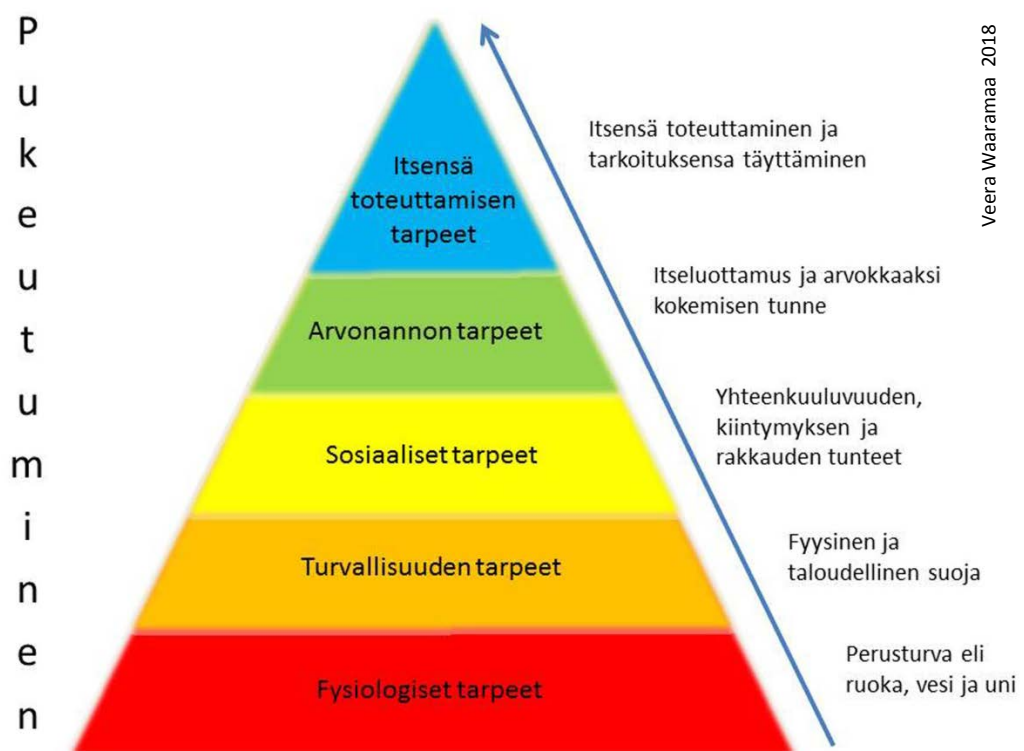 Pukeutuminen
Veera Waaramaa 2018
Itsensä
toteuttamisen
tarpeet
Itsensä toteuttaminen ja
tarkoituksensa täyttäminen
Arvonannon tarpeet
Itseluottamus ja arvokkaaksi
kokemisen tunne
Sosiaaliset tarpeet
Yhteenkuuluvuuden,
kiintymyksen ja
rakkauden tunteet
Turvallisuuden tarpeet
Fyysinen ja
taloudellinen suoja
Fysiologiset tarpeet
Perusturva eli
ruoka, vesi ja uni